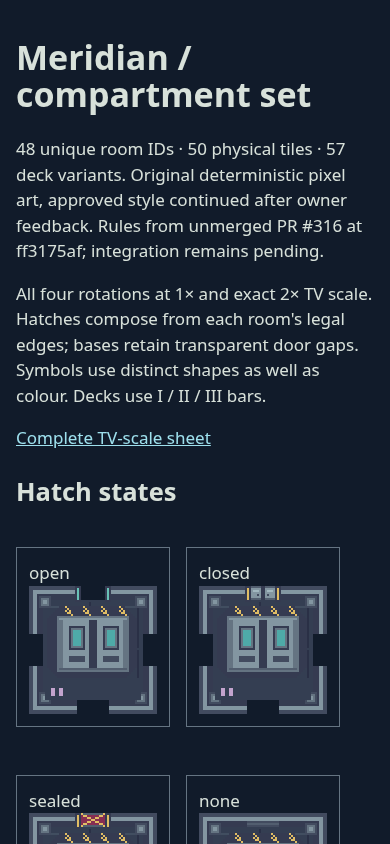 Meridian /
compartment set
48 unique room IDs · 50 physical tiles · 57
deck variants. Original deterministic pixel
art, approved style continued after owner
feedback. Rules from unmerged PR #316 at
ff3175af; integration remains pending.
All four rotations at 1× and exact 2× TV scale.
Hatches compose from each room's legal
edges; bases retain transparent door gaps.
Symbols use distinct shapes as well as
colour. Decks use I / II / III bars.
Complete TV-scale sheet
Hatch states
open
closed
sealed
none